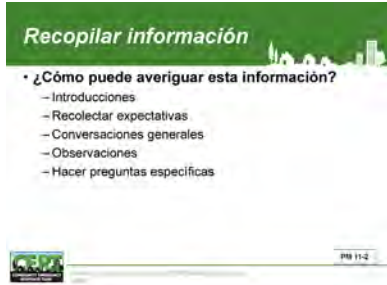 Recopilar información
• ¿Cómo puede averiguar esta información?
– Introducciones
– Recolectar expectativas
– Conversaciones generales
– Observaciones
– Hacer preguntas específicas
CERT
PM 11-2